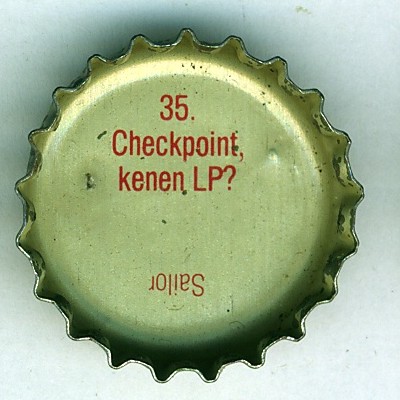 35.
Checkpoint,
kenen LP?
Sailor